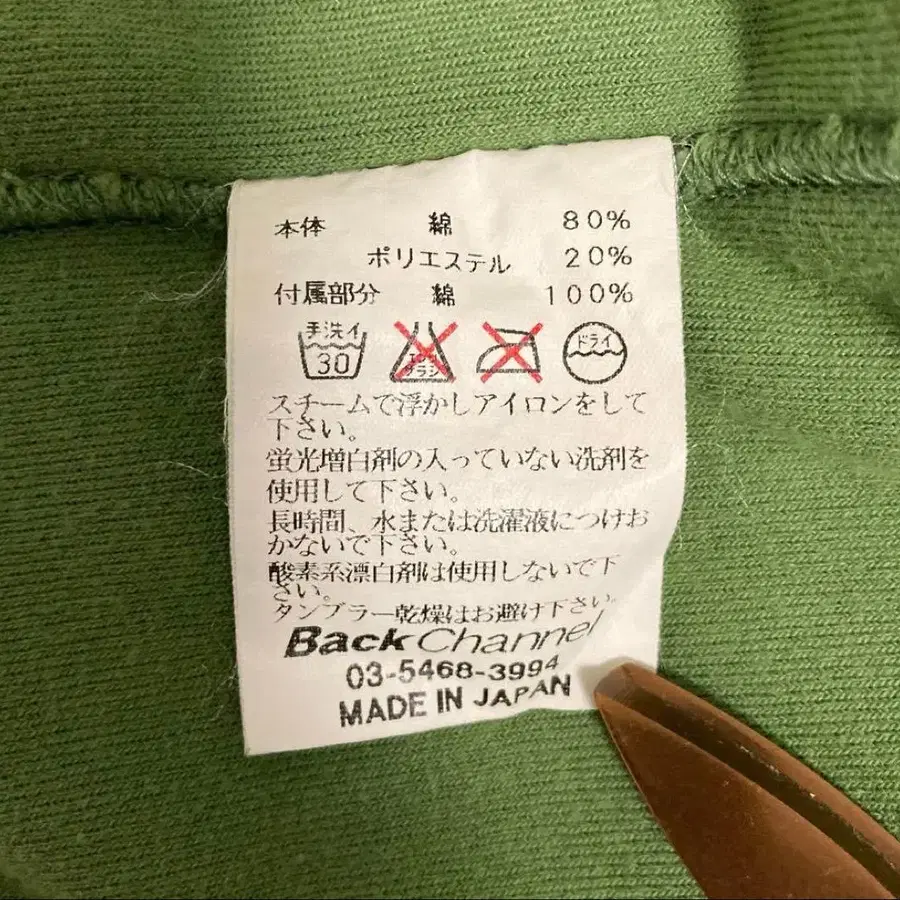 本体 綿 80%
ポリエステル 20%
付属部分 綿 100%
手洗イ 30 エンソ サラシ ドライ
スチームで浮かしアイロンをして
下さい。
蛍光増白剤の入っていない洗剤を
使用して下さい。
長時間、水または洗濯液につけお
かないで下さい。
酸素系漂白剤は使用しないで下
さい。
タンブラー乾燥はお避け下さい。
Back Channel
03-5468-3994
MADE IN JAPAN